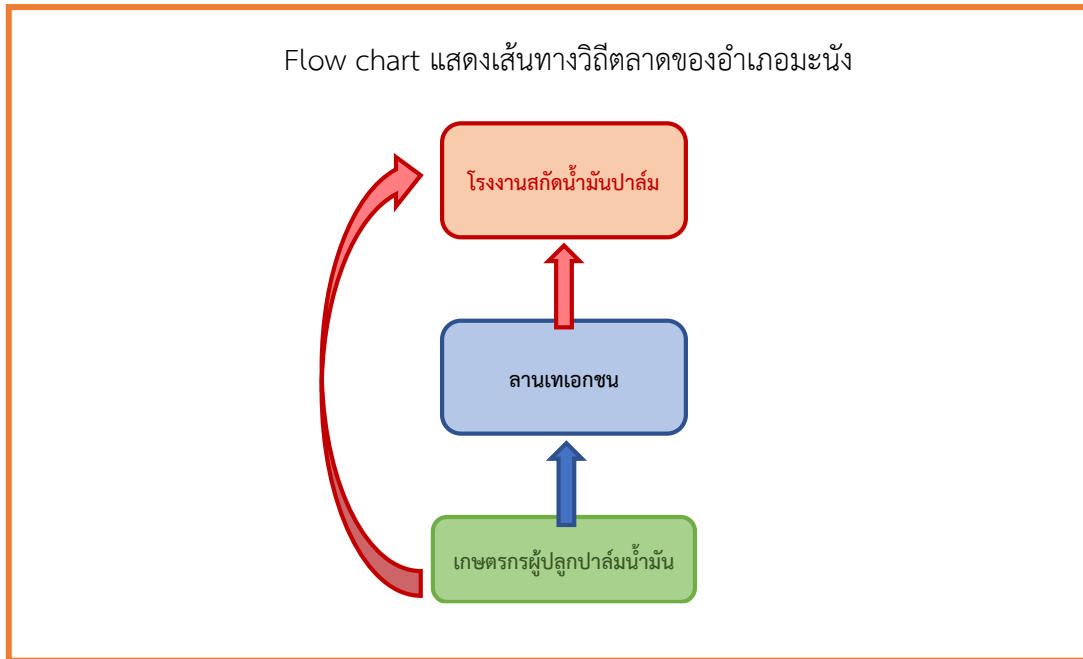 Flow chart แสดงเส้นทางวิถีตลาดของอำเภอมะนัง
โรงงานสกัดน้ำมันปาล์ม
ลานเทเอกชน
เกษตรกรผู้ปลูกปาล์มน้ำมัน